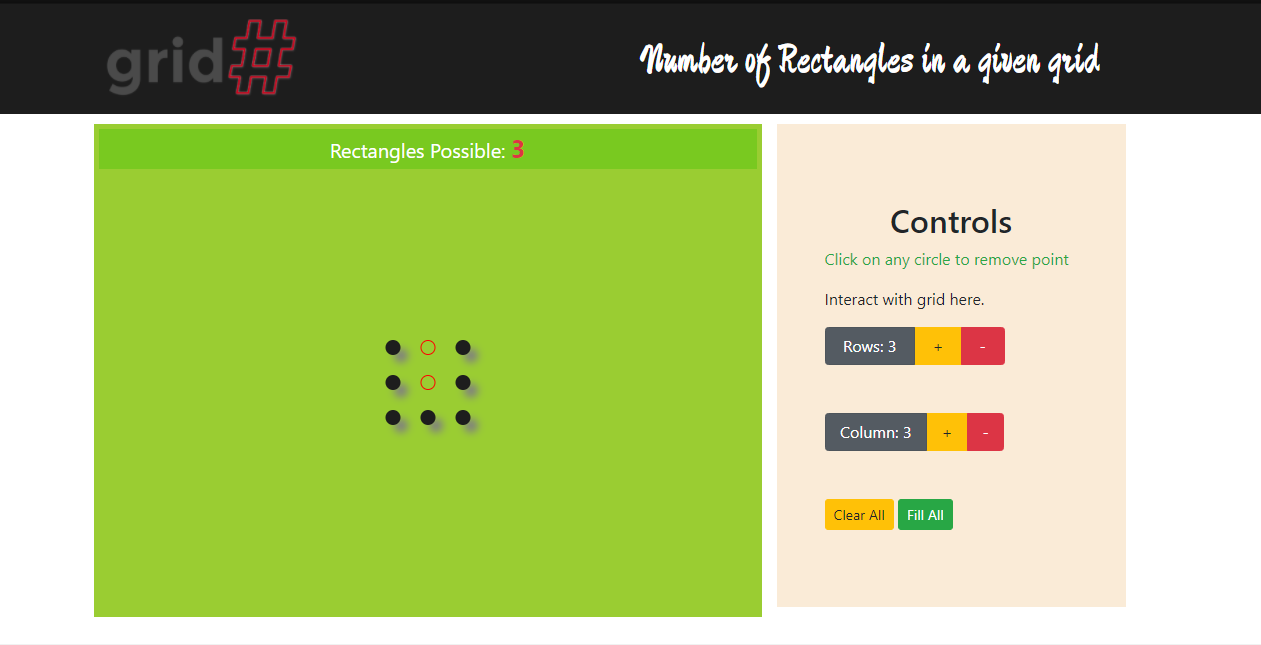 grid#
Number of Rectangles in a given grid
Rectangles Possible: 3
Controls
Click on any circle to remove point
Interact with grid here.
Rows: 3 + -
Column: 3 + -
Clear All Fill All